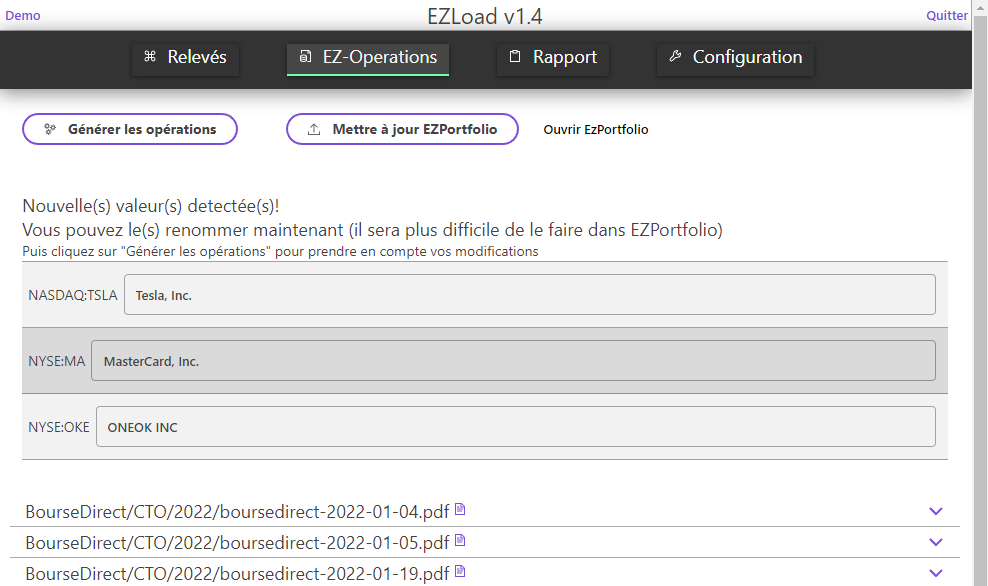 Demo EZLoad v1.4 Quitter
Relevés EZ-Operations Rapport Configuration
Générer les opérations Mettre à jour EZPortfolio Ouvrir EzPortfolio
Nouvelle(s) valeur(s) detectée(s)!
Vous pouvez le(s) renommer maintenant (il sera plus difficile de le faire dans EZPortfolio)
Puis cliquez sur "Générer les opérations" pour prendre en compte vos modifications
NASDAQ:TSLA Tesla, Inc.
NYSE:MA MasterCard, Inc.
NYSE:OKE ONEOK INC
BourseDirect/CTO/2022/boursedirect-2022-01-04.pdf
BourseDirect/CTO/2022/boursedirect-2022-01-05.pdf
BourseDirect/CTO/2022/boursedirect-2022-01-19.pdf